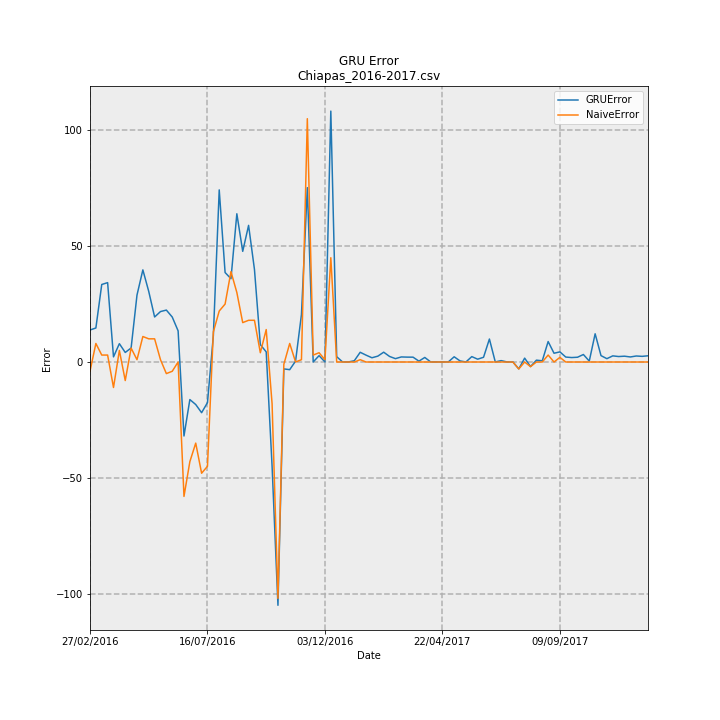 GRU Error
Chiapas_2016-2017.csv
GRUError
NaiveError
100
50
0
−50
−100
Error
27/02/2016
16/07/2016
03/12/2016
22/04/2017
09/09/2017
Date